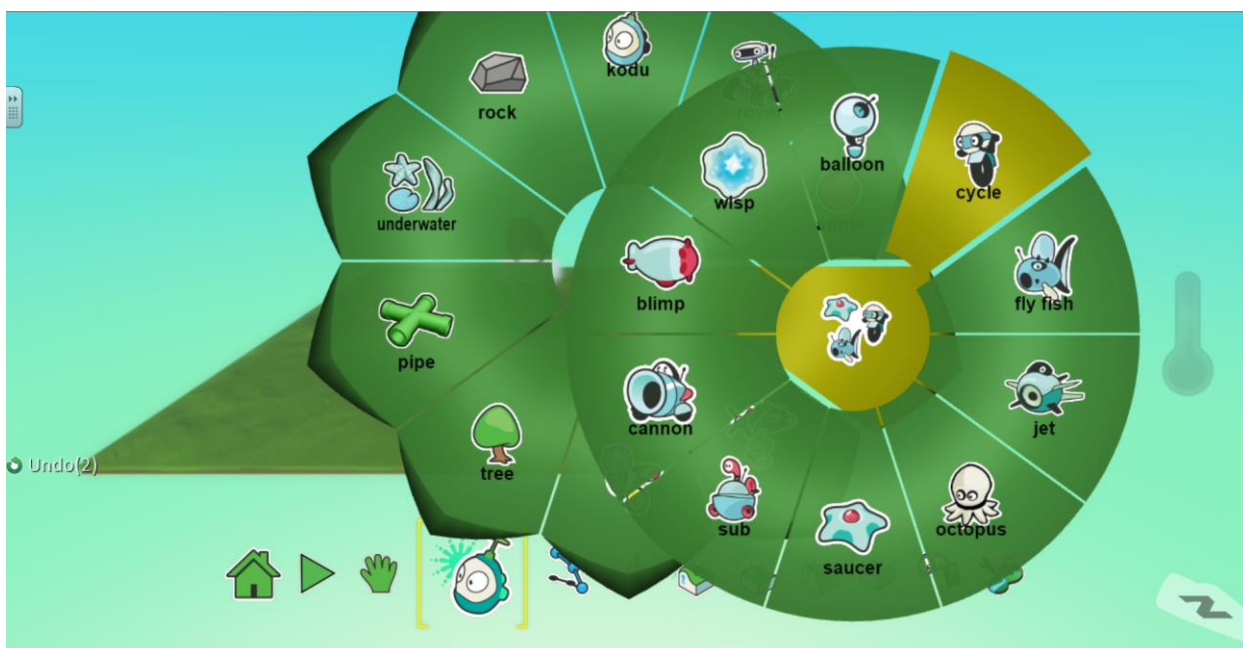 kodu
rock
underwater
pipe
tree
balloon
cycle
wisp
fly fish
blimp
jet
cannon
octopus
sub
saucer
Undo(2)